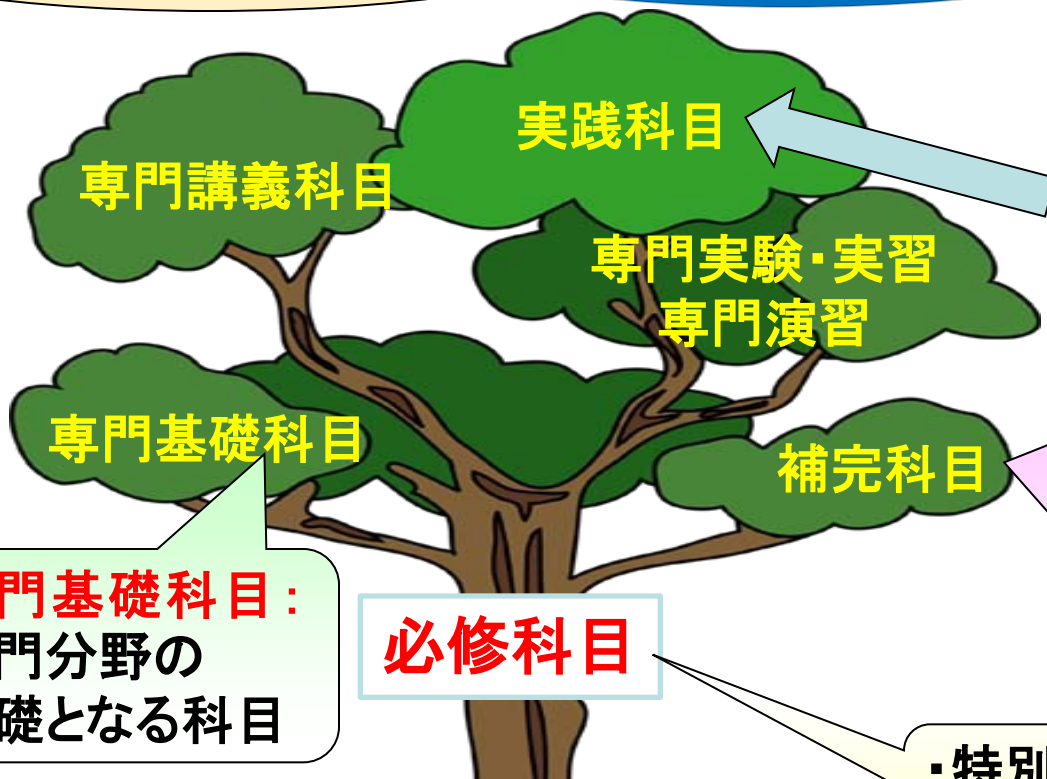 実践科目
専門講義科目
専門実験・実習
専門演習
専門基礎科目
補完科目
門基礎科目：
門分野の
礎となる科目
必修科目
・特別